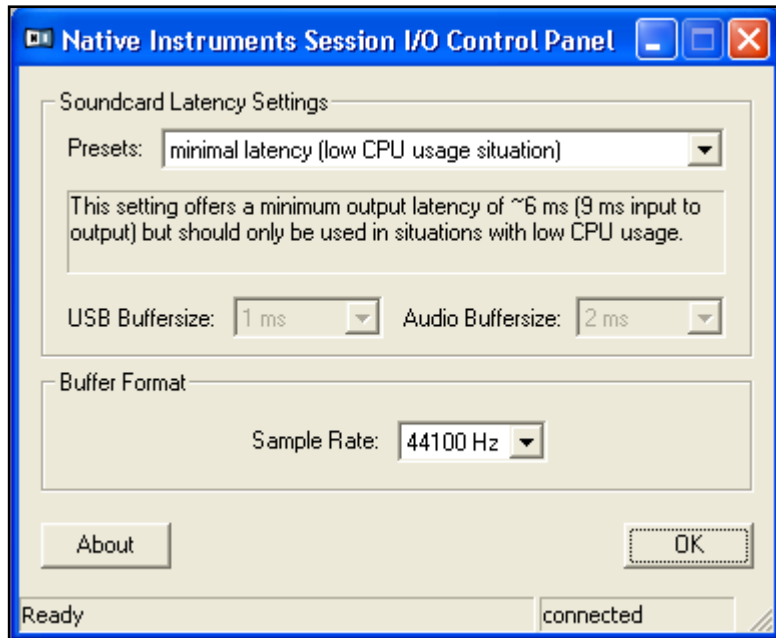 Native Instruments Session I/O Control Panel
Soundcard Latency Settings
Presets: minimal latency (low CPU usage situation)
This setting offers a minimum output latency of ~6 ms (9 ms input to
output) but should only be used in situations with low CPU usage.
USB Buffersize: 1 ms Audio Buffersize: 2 ms
Buffer Format
Sample Rate: 44100 Hz
About OK
Ready connected